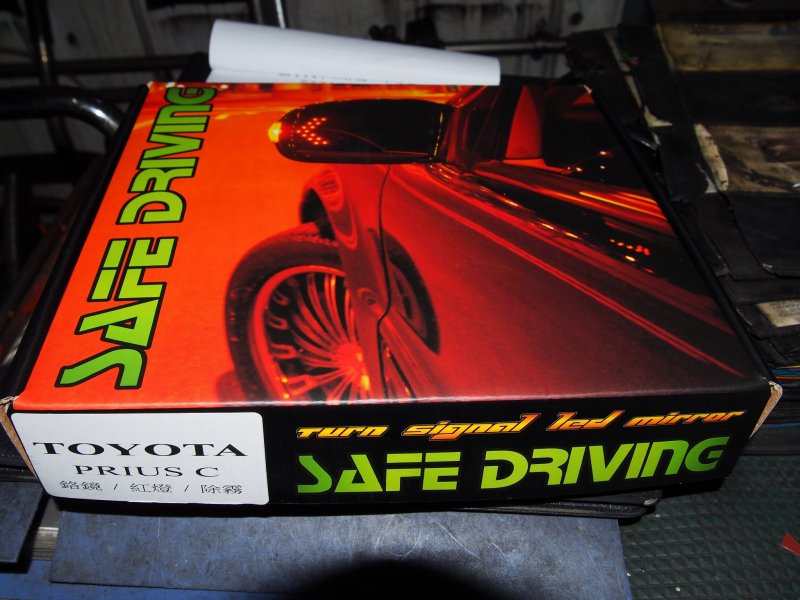 SAFE DRIVING
Turn signal led mirror
SAFE DRIVING
TOYOTA
PRIUS C
鉻鏡 / 紅燈 / 除霧